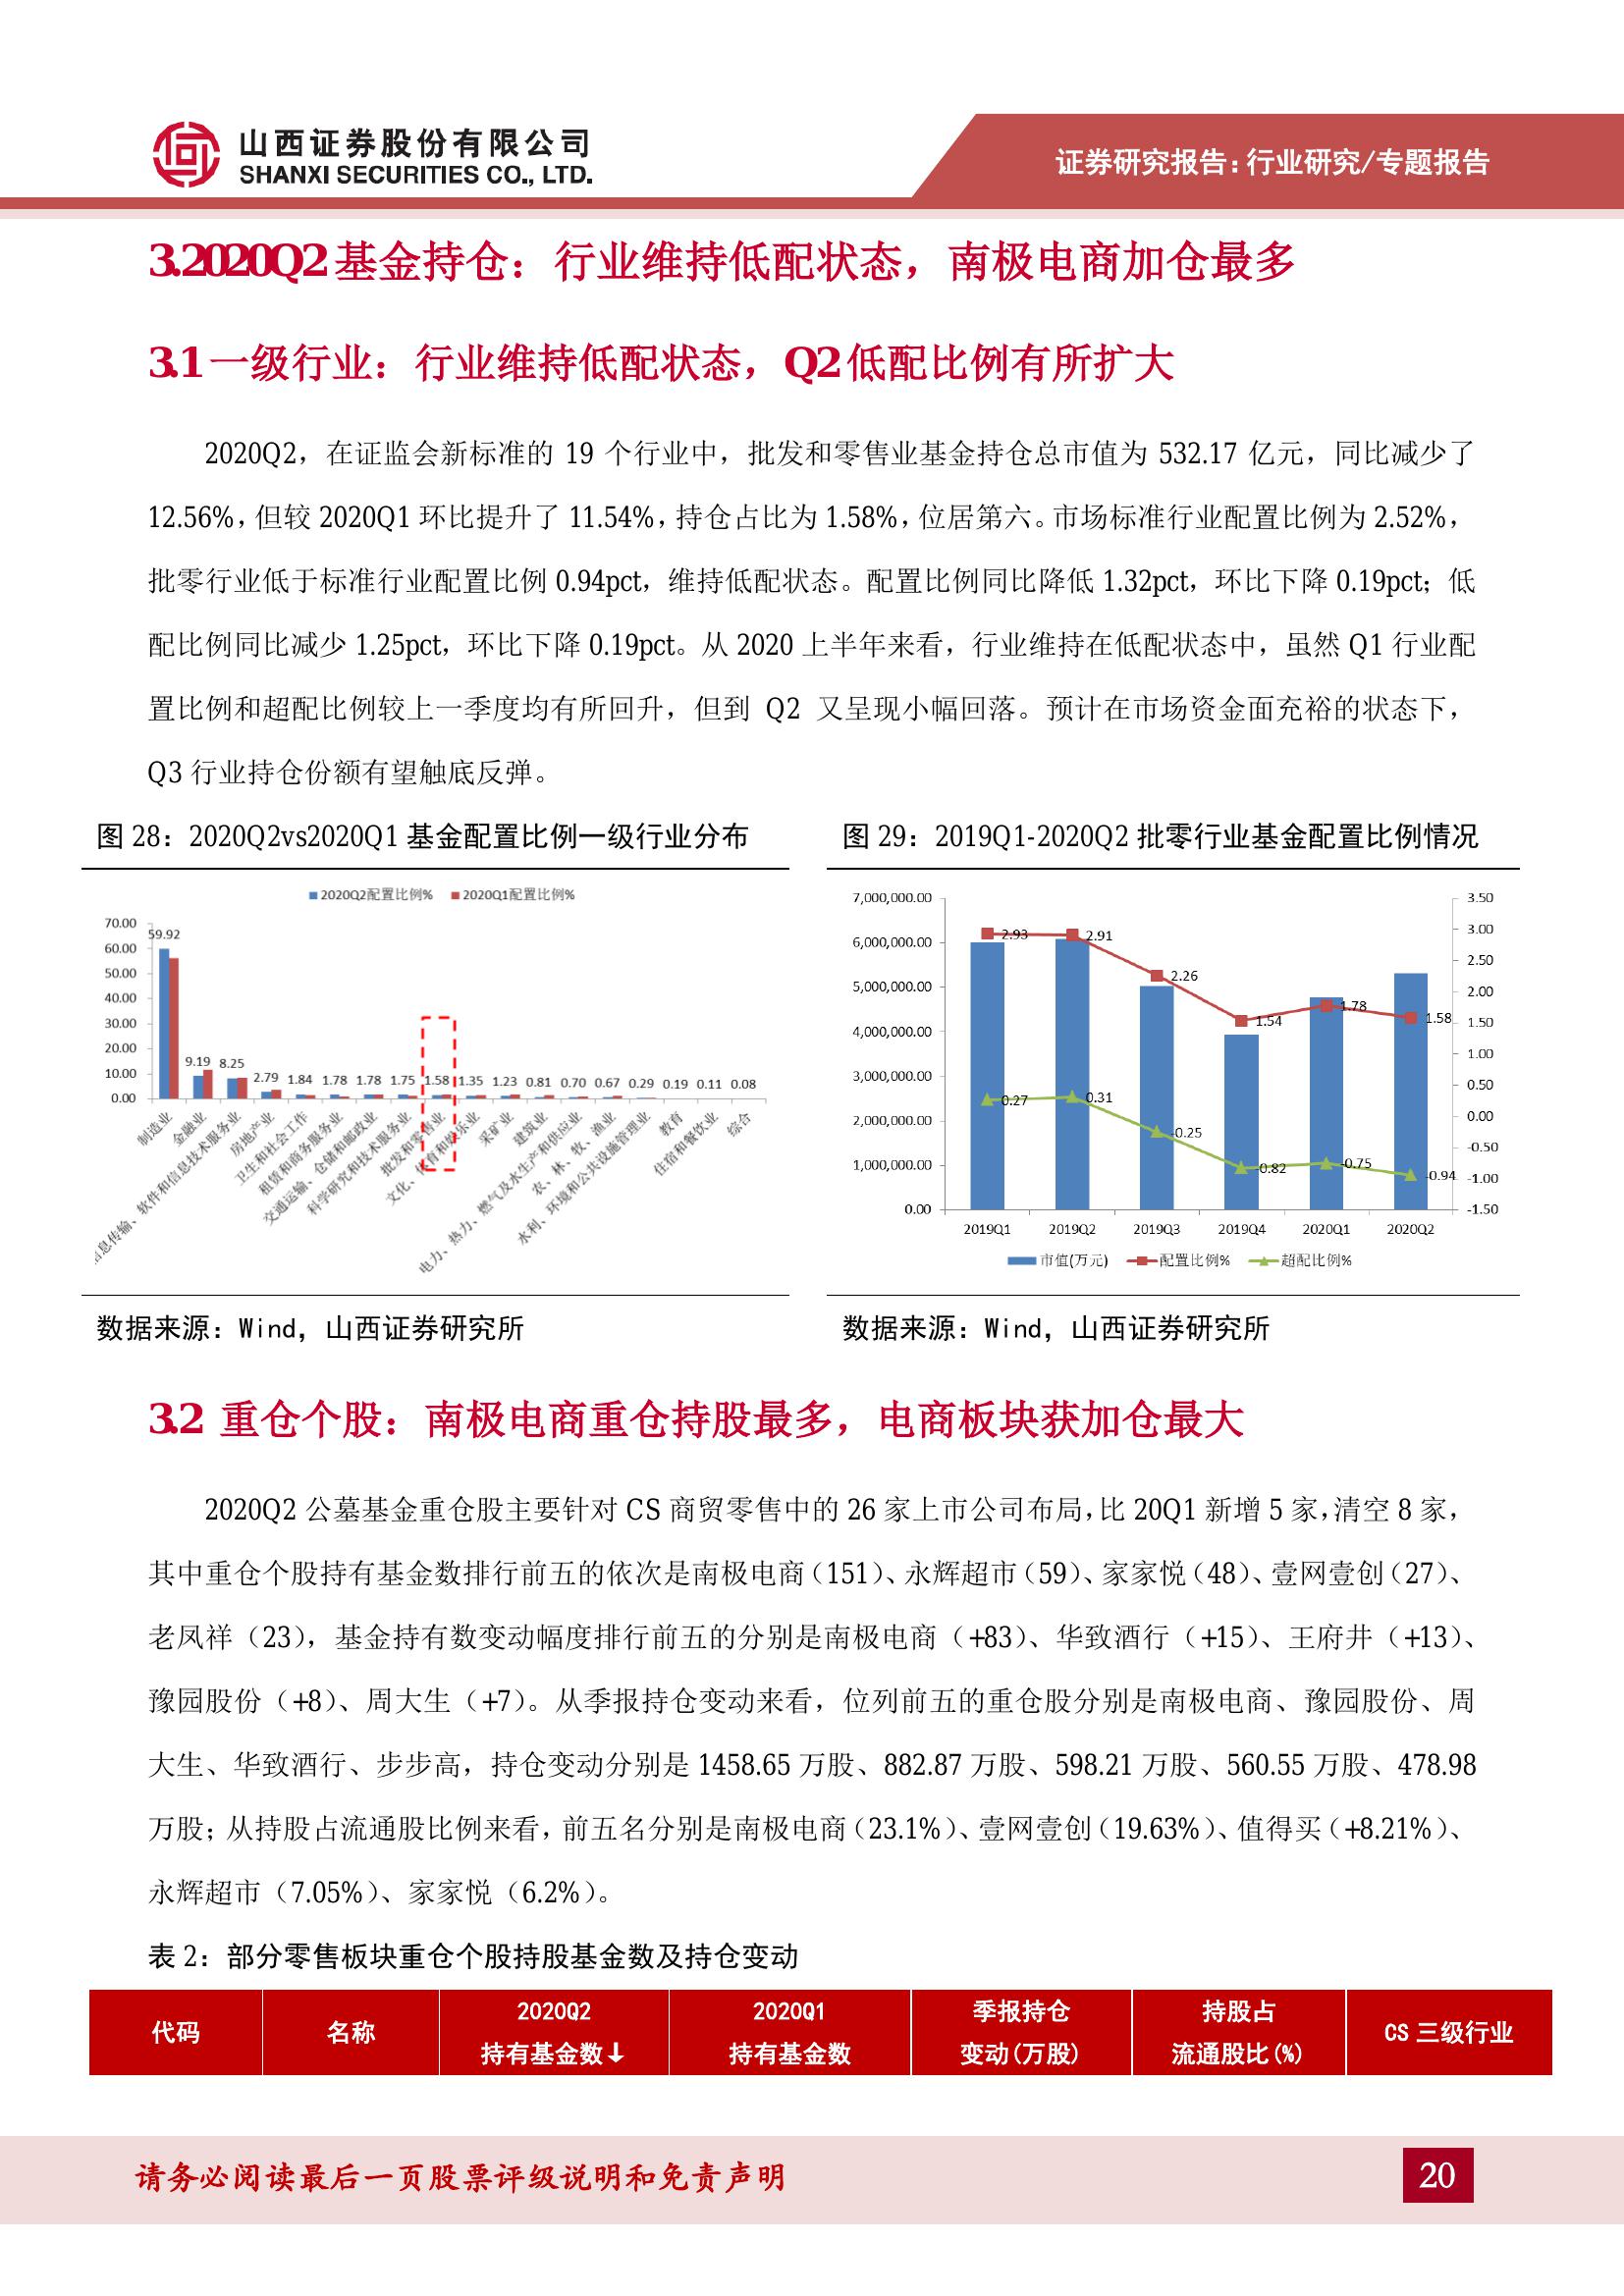 山西证券股份有限公司
SHANXI SECURITIES CO., LTD.
证券研究报告：行业研究/专题报告
3.2020Q2 基金持仓：行业维持低配状态，南极电商加仓最多
3.1 一级行业：行业维持低配状态，Q2 低配比例有所扩大
2020Q2，在证监会新标准的 19 个行业中，批发和零售业基金持仓总市值为 532.17 亿元，同比减少了
12.56%，但较 2020Q1 环比提升了 11.54%，持仓占比为 1.58%，位居第六。市场标准行业配置比例为 2.52%，
批零行业低于标准行业配置比例 0.94pct，维持低配状态。配置比例同比降低 1.32pct，环比下降 0.19pct；低
配比例同比减少 1.25pct，环比下降 0.19pct。从 2020 上半年来看，行业维持在低配状态中，虽然 Q1 行业配
置比例和超配比例较上一季度均有所回升，但到 Q2 又呈现小幅回落。预计在市场资金面充裕的状态下，
Q3 行业持仓份额有望触底反弹。
图 28：2020Q2vs2020Q1 基金配置比例一级行业分布
2020Q2配置比例% 2020Q1配置比例%
70.00
60.00
50.00
40.00
30.00
20.00
10.00
0.00
59.92 9.19 8.25 2.79 1.84 1.78 1.78 1.75 1.58 1.35 1.23 0.81 0.70 0.67 0.29 0.19 0.11 0.08
制造业
金融业
息传输、软件和信息技术服务业
房地产业
卫生和社会工作
租赁和商务服务业
交通运输、仓储和邮政业
科学研究和技术服务业
批发和零售业
文化、体育和娱乐业
采矿业
建筑业
电力、热力、燃气及水生产和供应业
农、林、牧、渔业
水利、环境和公共设施管理业
教育
住宿和餐饮业
综合
数据来源：Wind，山西证券研究所
图 29：2019Q1-2020Q2 批零行业基金配置比例情况
7,000,000.00
6,000,000.00
5,000,000.00
4,000,000.00
3,000,000.00
2,000,000.00
1,000,000.00
0.00
3.50
3.00
2.50
2.00
1.50
1.00
0.50
0.00
-0.50
-1.00
-1.50
2.93 2.91 2.26 1.54 1.78 1.58
0.27 0.31 -0.25 -0.82 -0.75 -0.94
2019Q1 2019Q2 2019Q3 2019Q4 2020Q1 2020Q2
市值(万元) 配置比例% 超配比例%
数据来源：Wind，山西证券研究所
3.2 重仓个股：南极电商重仓持股最多，电商板块获加仓最大
2020Q2 公墓基金重仓股主要针对 CS 商贸零售中的 26 家上市公司布局，比 20Q1 新增 5 家，清空 8 家，
其中重仓个股持有基金数排行前五的依次是南极电商（151）、永辉超市（59）、家家悦（48）、壹网壹创（27）、
老凤祥（23），基金持有数变动幅度排行前五的分别是南极电商（+83）、华致酒行（+15）、王府井（+13）、
豫园股份（+8）、周大生（+7）。从季报持仓变动来看，位列前五的重仓股分别是南极电商、豫园股份、周
大生、华致酒行、步步高，持仓变动分别是 1458.65 万股、882.87 万股、598.21 万股、560.55 万股、478.98
万股；从持股占流通股比例来看，前五名分别是南极电商（23.1%）、壹网壹创（19.63%）、值得买（+8.21%）、
永辉超市（7.05%）、家家悦（6.2%）。
表 2：部分零售板块重仓个股持股基金数及持仓变动
代码
名称
2020Q2
持有基金数↓
2020Q1
持有基金数
季报持仓
变动(万股)
持股占
流通股比(%)
CS 三级行业
请务必阅读最后一页股票评级说明和免责声明
20